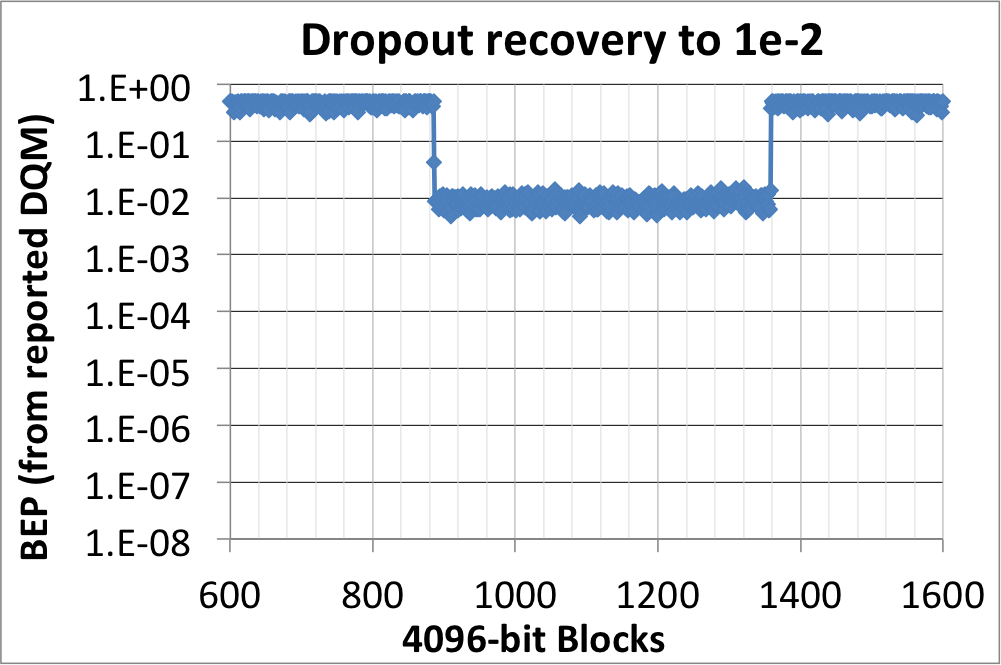 Dropout recovery to 1e-2
BEP (from reported DQM)
1.E+00
1.E-01
1.E-02
1.E-03
1.E-04
1.E-05
1.E-06
1.E-07
1.E-08
600 800 1000 1200 1400 1600
4096-bit Blocks